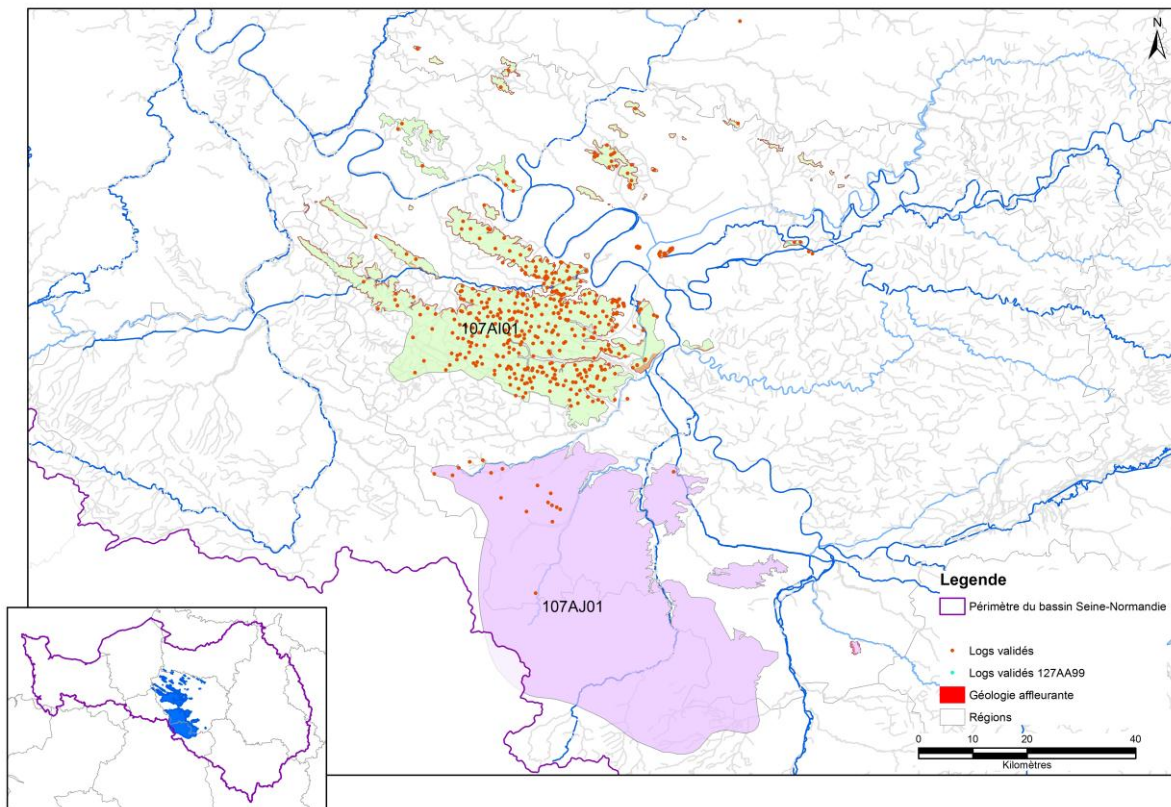 N
107AI01
107AJ01
Legende
Périmètre du bassin Seine-Normandie
Logs validés
Logs validés 127AA99
Géologie affleurante
Régions
0 10 20 40
Kilomètres